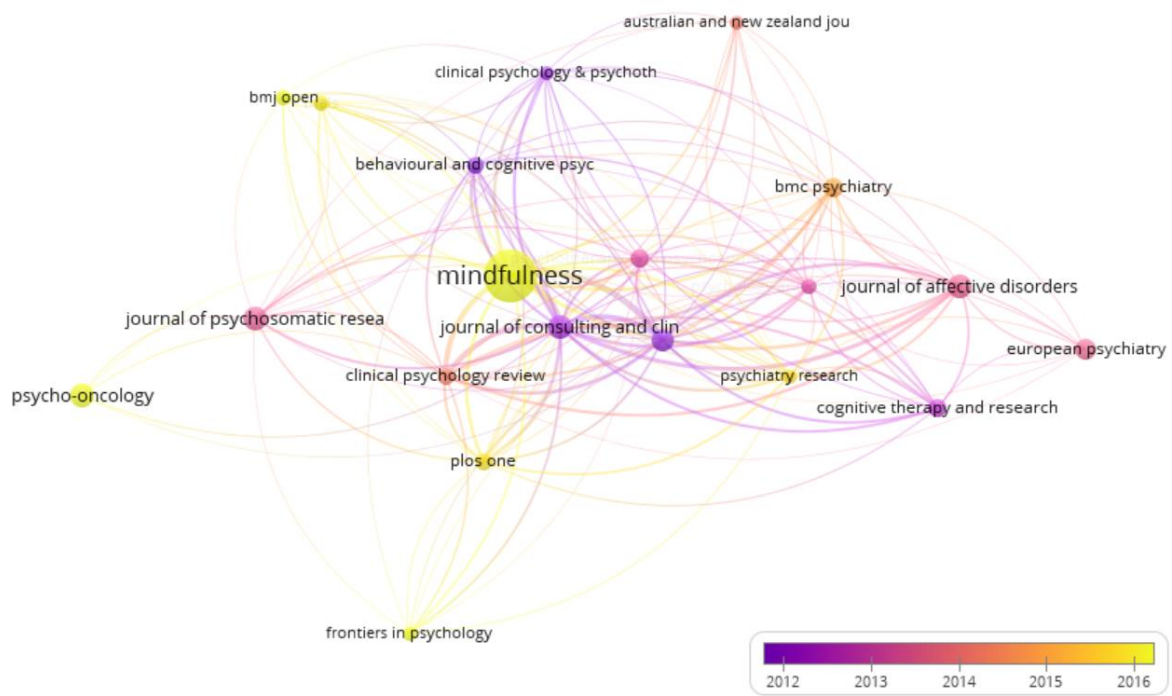 australian and new zealand jou
clinical psychology & psychoth
bmj open
behavioural and cognitive psyc
bmc psychiatry
mindfulness
journal of affective disorders
journal of psychosomatic resea
journal of consulting and clin
european psychiatry
clinical psychology review
psychiatry research
psycho-oncology
cognitive therapy and research
plos one
frontiers in psychology
2012 2013 2014 2015 2016